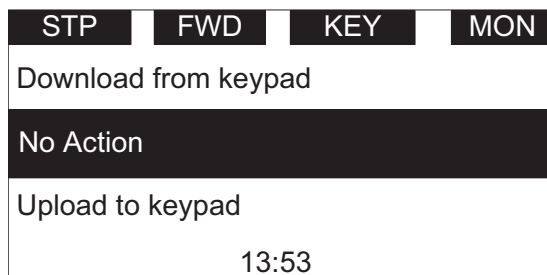 STP FWD KEY MON
Download from keypad
No Action
Upload to keypad
13:53